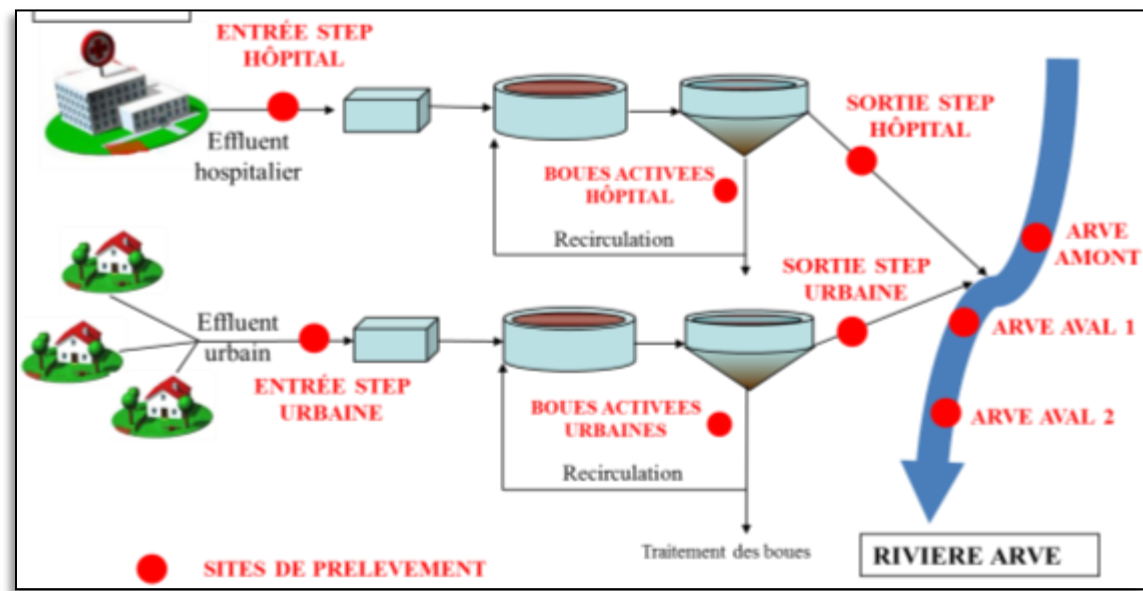 ENTRÉE STEP
HÔPITAL
Effluent
hospitalier
SORTIE STEP
HÔPITAL
BOUES ACTIVEES
HÔPITAL
Recirculation
ARVE
AMONT
SORTIE STEP
URBAINE
Effluent
urbain
ENTRÉE STEP
URBAINE
ARVE AVAL 1
BOUES ACTIVEES
URBAINES
ARVE AVAL 2
Recirculation
Traitement des boues
RIVIERE ARVE
SITES DE PRELEVEMENT